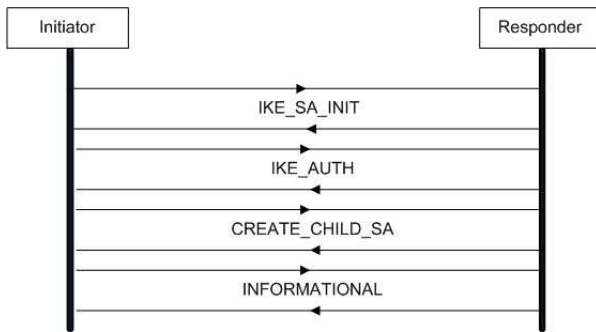 Initiator
Responder
IKE_SA_INIT
IKE_AUTH
CREATE_CHILD_SA
INFORMATIONAL